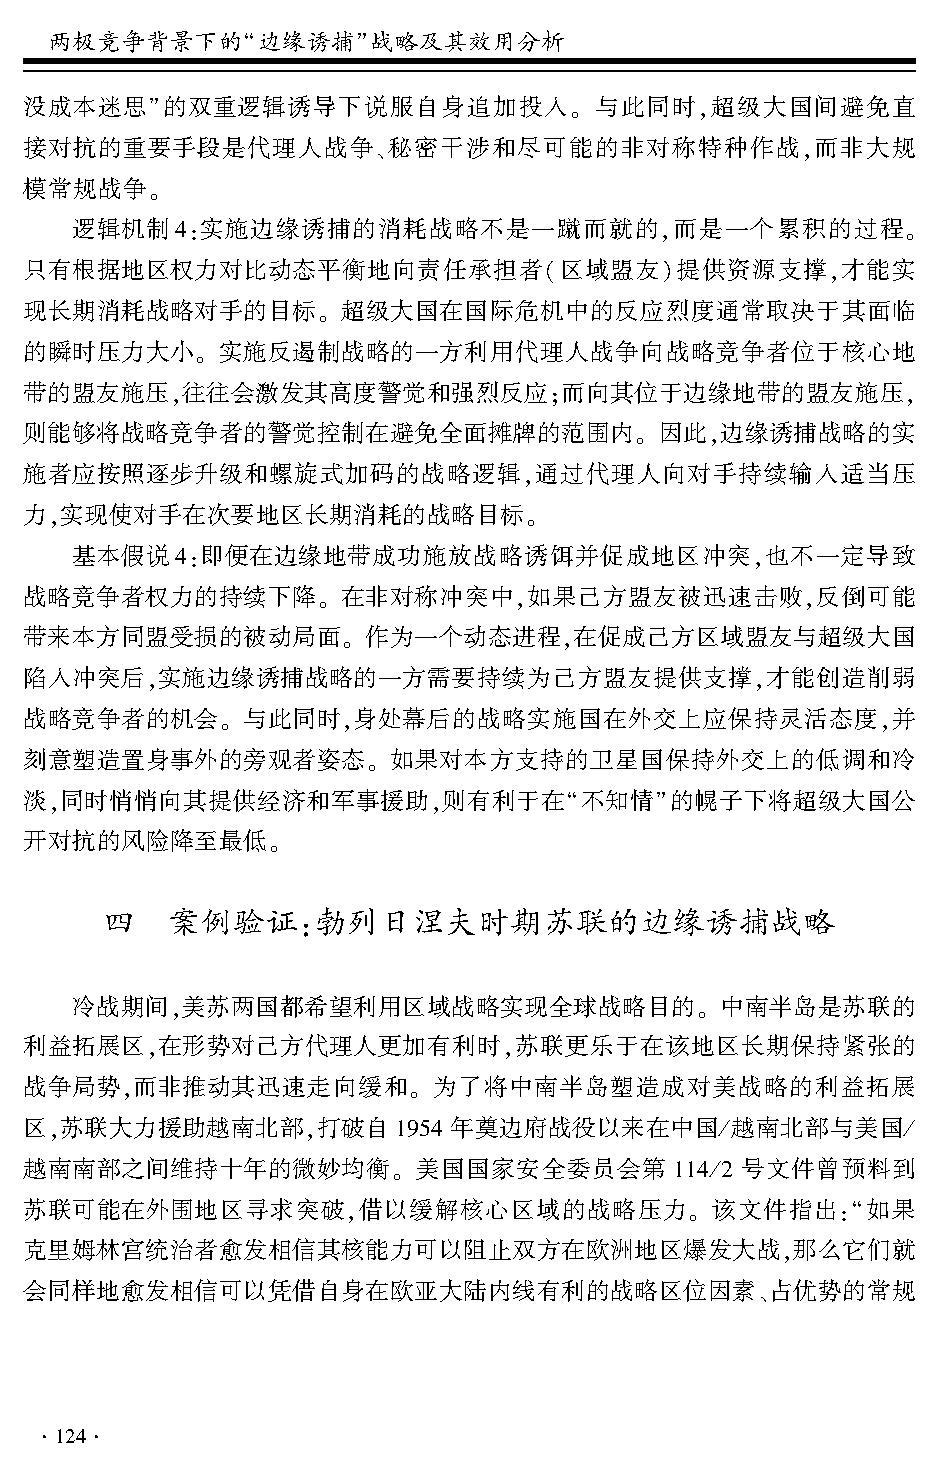 两极竞争背景下的“边缘诱捕”战略及其效用分析
没成本迷思”的双重逻辑诱导下说服自身追加投入。与此同时,超级大国间避免直
接对抗的重要手段是代理人战争、秘密干涉和尽可能的非对称特种作战,而非大规
模常规战争。
逻辑机制4:实施边缘诱捕的消耗战略不是一蹴而就的,而是一个累积的过程。
只有根据地区权力对比动态平衡地向责任承担者(区域盟友)提供资源支撑,才能实
现长期消耗战略对手的目标。超级大国在国际危机中的反应烈度通常取决于其面临
的瞬时压力大小。实施反遏制战略的一方利用代理人战争向战略竞争者位于核心地
带的盟友施压,往往会激发其高度警觉和强烈反应;而向其位于边缘地带的盟友施压,
则能够将战略竞争者的警觉控制在避免全面摊牌的范围内。因此,边缘诱捕战略的实
施者应按照逐步升级和螺旋式加码的战略逻辑,通过代理人向对手持续输入适当压
力,实现使对手在次要地区长期消耗的战略目标。
基本假说4:即便在边缘地带成功施放战略诱饵并促成地区冲突,也不一定导致
战略竞争者权力的持续下降。在非对称冲突中,如果己方盟友被迅速击败,反倒可能
带来本方同盟受损的被动局面。作为一个动态进程,在促成己方区域盟友与超级大国
陷入冲突后,实施边缘诱捕战略的一方需要持续为己方盟友提供支撑,才能创造削弱
战略竞争者的机会。与此同时,身处幕后的战略实施国在外交上应保持灵活态度,并
刻意塑造置身事外的旁观者姿态。如果对本方支持的卫星国保持外交上的低调和冷
淡,同时悄悄向其提供经济和军事援助,则有利于在“不知情”的幌子下将超级大国公
开对抗的风险降至最低。
四 案例验证:勃列日涅夫时期苏联的边缘诱捕战略
冷战期间,美苏两国都希望利用区域战略实现全球战略目的。中南半岛是苏联的
利益拓展区,在形势对己方代理人更加有利时,苏联更乐于在该地区长期保持紧张的
战争局势,而非推动其迅速走向缓和。为了将中南半岛塑造成对美战略的利益拓展
区,苏联大力援助越南北部,打破自1954年奠边府战役以来在中国/越南北部与美国/
越南南部之间维持十年的微妙均衡。美国国家安全委员会第114/2号文件曾预料到
苏联可能在外围地区寻求突破,借以缓解核心区域的战略压力。该文件指出:“如果
克里姆林宫统治者愈发相信其核能力可以阻止双方在欧洲地区爆发大战,那么它们就
会同样地愈发相信可以凭借自身在欧亚大陆内线有利的战略区位因素、占优势的常规
·124·